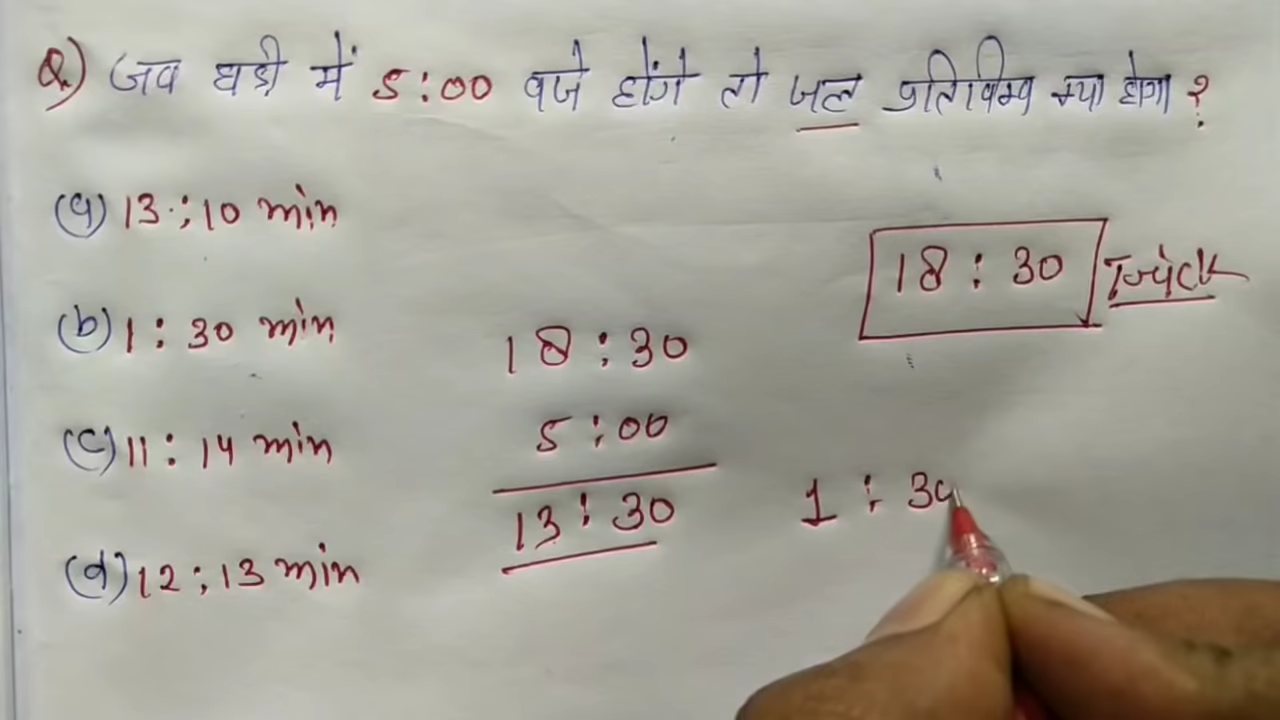 Q) जब घडी में 5:00 बजे होंगे तो जल प्रतिबिम्ब क्या होगा ?
(a) 13:10 min
18:30 Trick
(b) 1:30 min
18:30
5:00
(c) 11:14 min
13:30
1:30
(d) 12:13 min